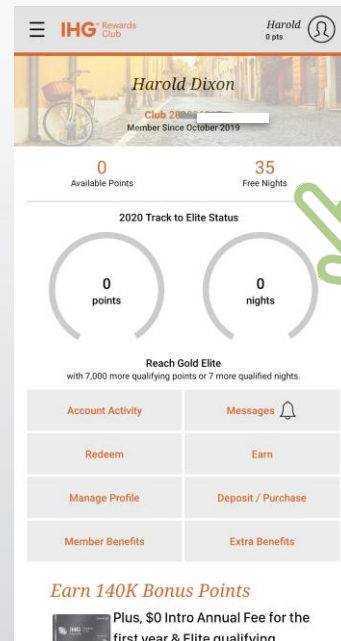 IHG® Rewards
Club
Harold
0 pts
Harold Dixon
Club
Member Since October 2019
0
Available Points
35
Free Nights
2020 Track to Elite Status
0
points
0
nights
Reach Gold Elite
with 7,000 more qualifying points or 7 more qualified nights.
Account Activity
Messages
Redeem
Earn
Manage Profile
Deposit / Purchase
Member Benefits
Extra Benefits
Earn 140K Bonus Points
Plus, $0 Intro Annual Fee for the
first year & Elite qualifying